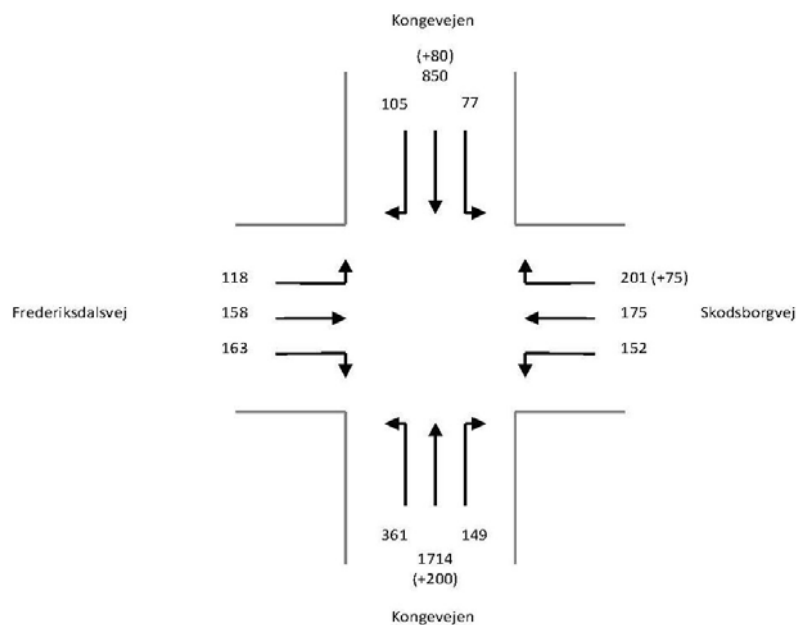 Kongevejen
(+80)
850
105 77
118 201 (+75)
Frederiksdalsvej 158 175 Skodsborgvej
163 152
361 149
1714
(+200)
Kongevejen